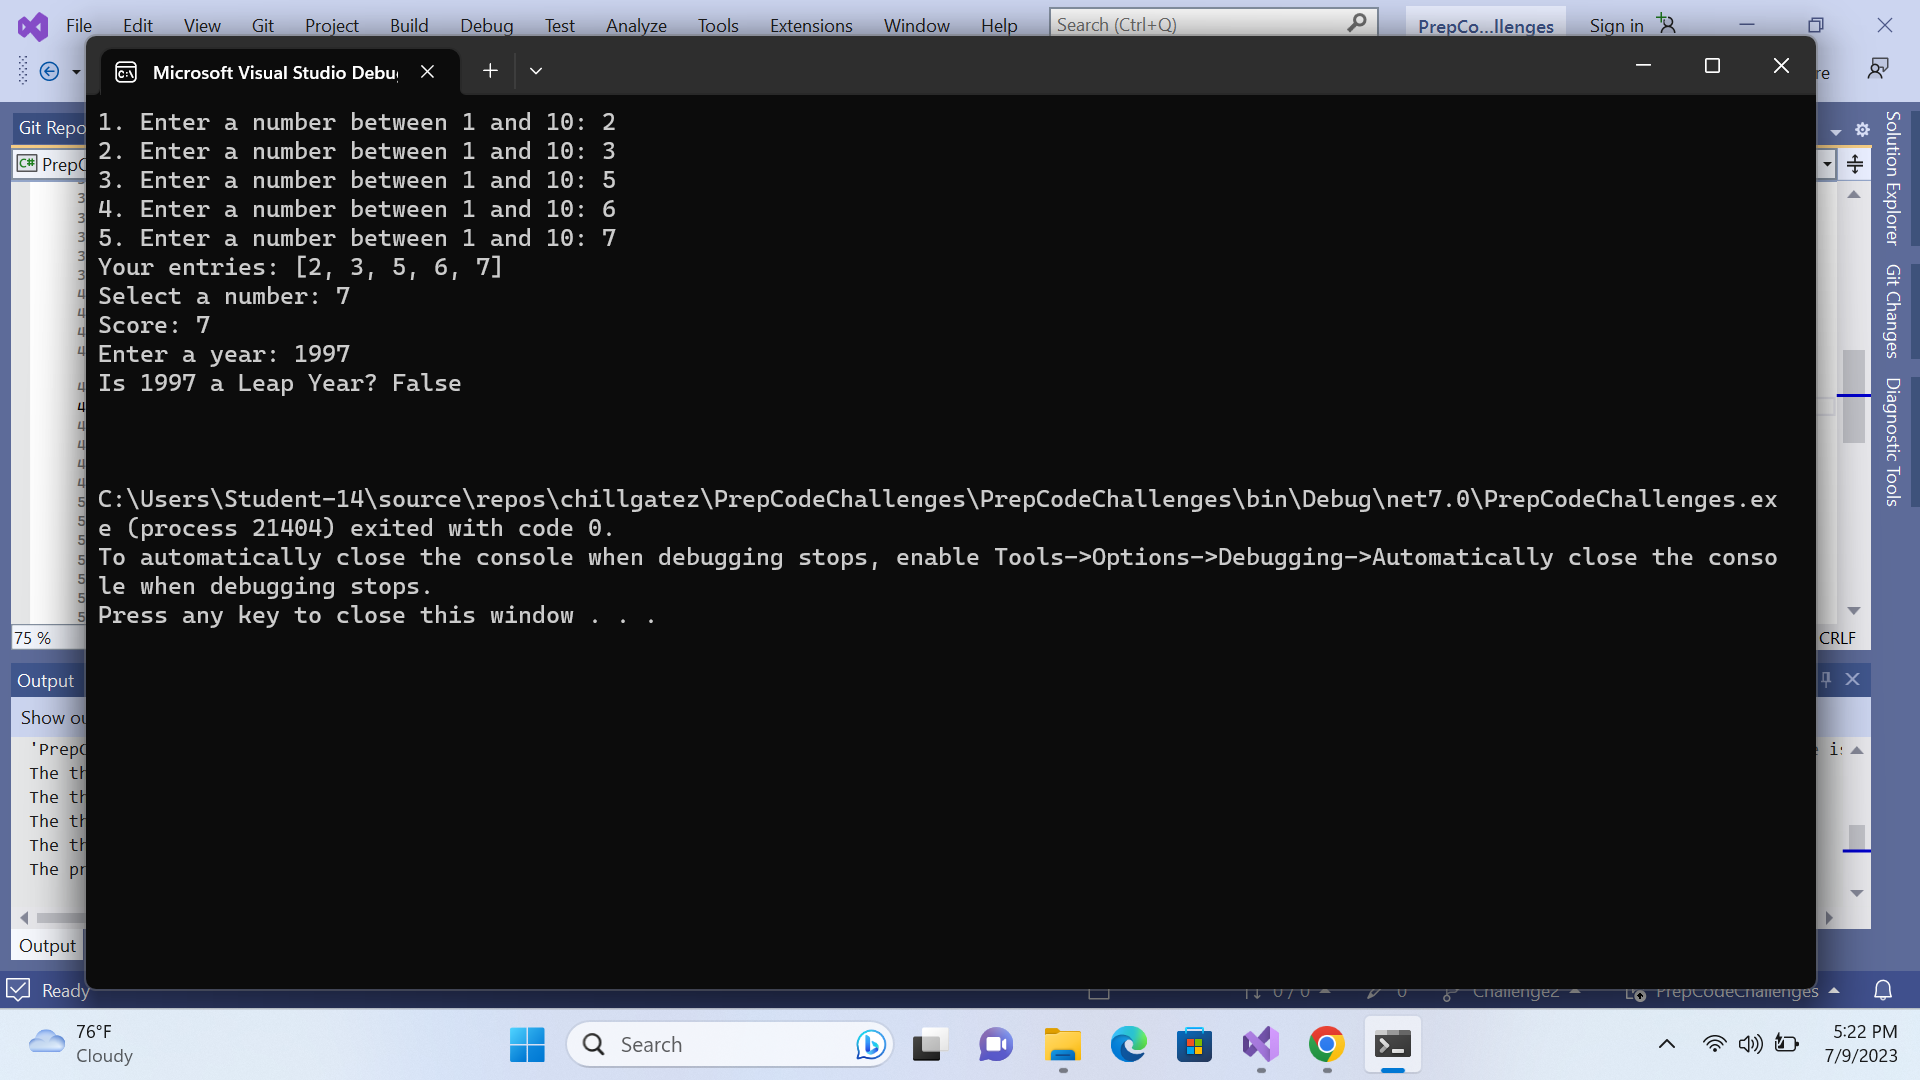 File Edit View Git Project Build Debug Test Analyze Tools Extensions Window Help Search (Ctrl+Q) PrepCo...llenges Sign in
Microsoft Visual Studio Debu
re
Git Repo
PrepC
1. Enter a number between 1 and 10: 2
2. Enter a number between 1 and 10: 3
3. Enter a number between 1 and 10: 5
4. Enter a number between 1 and 10: 6
5. Enter a number between 1 and 10: 7
Your entries: [2, 3, 5, 6, 7]
Select a number: 7
Score: 7
Enter a year: 1997
Is 1997 a Leap Year? False
C:\Users\Student-14\source\repos\chillgatez\PrepCodeChallenges\PrepCodeChallenges\bin\Debug\net7.0\PrepCodeChallenges.ex
e (process 21404) exited with code 0.
To automatically close the console when debugging stops, enable Tools->Options->Debugging->Automatically close the conso
le when debugging stops.
Press any key to close this window . . .
Solution Explorer
Git Changes
Diagnostic Tools
75 %
CRLF
Output
Show ou
'PrepC
The th
The th
The th
The th
The pr
Output
Ready
0 / 0 0 Challenge2 PrepCodeChallenges
76°F
Cloudy
Search
5:22 PM
7/9/2023